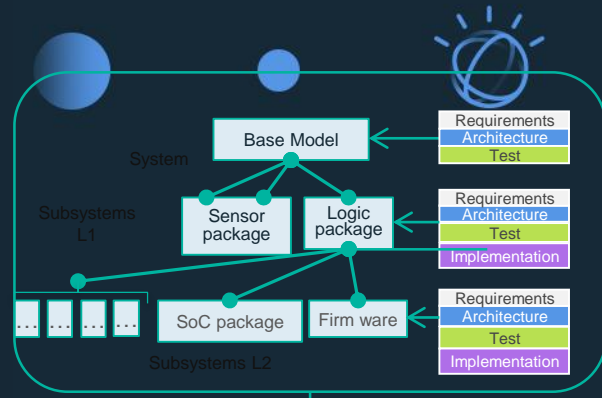 Requirements
Architecture
Test
Base Model
System
Subsystems
L1
Sensor
package
Logic
package
Requirements
Architecture
Test
Implementation
...
...
...
...
SoC package
Firm ware
Requirements
Architecture
Test
Implementation
Subsystems L2